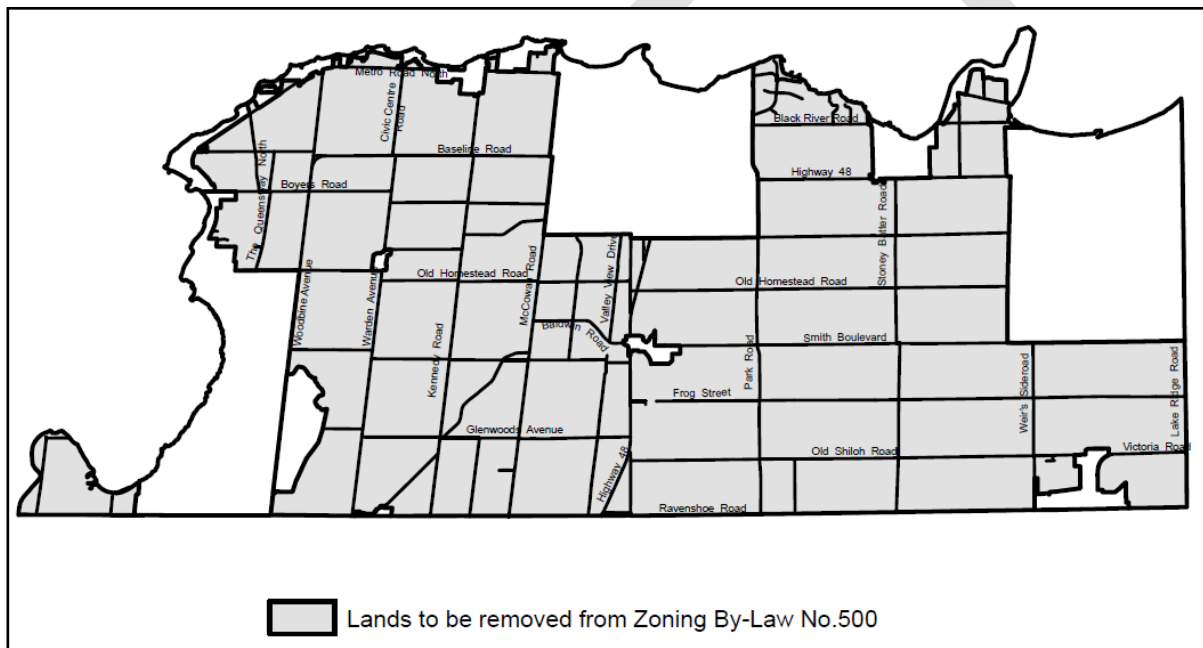 Metro Road North
Civic Centre
Road
Black River Road
Baseline Road
Highway 48
Boyers Road
The Queensway North
Stoney Batter Road
Woodbine Avenue
Warden Avenue
Old Homestead Road
McCowan Road
Valley View Drive
Old Homestead Road
Baldwin Road
Smith Boulevard
Kennedy Road
Park Road
Frog Street
Weir's Sideroad
Lake Ridge Road
Glenwoods Avenue
Old Shiloh Road
Victoria Road
Highway 48
Ravenshoe Road
Lands to be removed from Zoning By-Law No.500